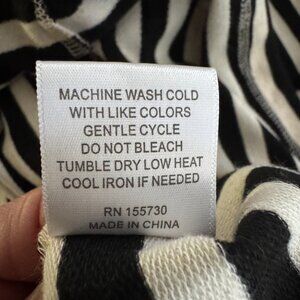 MACHINE WASH COLD
WITH LIKE COLORS
GENTLE CYCLE
DO NOT BLEACH
TUMBLE DRY LOW HEAT
COOL IRON IF NEEDED
RN 155730
MADE IN CHINA